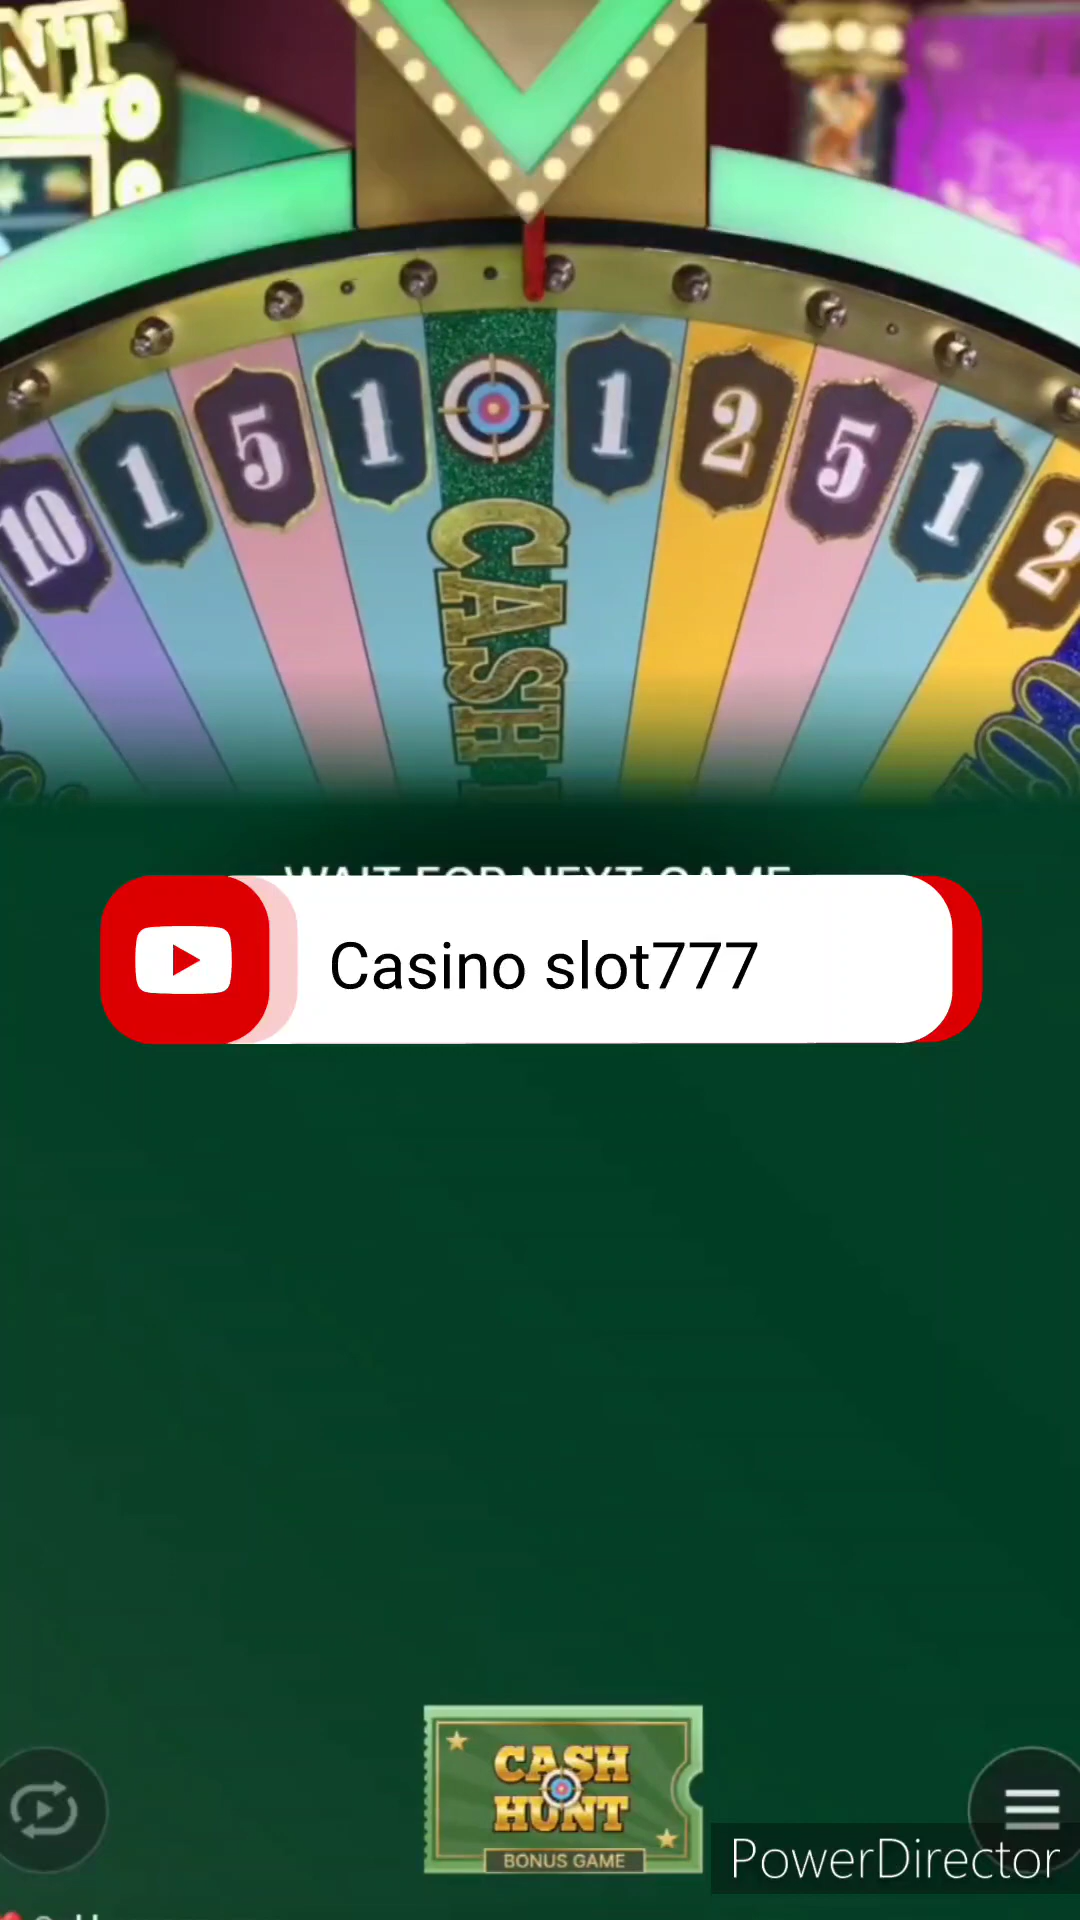 10
1
5
1
1
2
5
1
2
CASH
WAIT FOR NEXT GAME
Casino slot777
CASH
HUNT
BONUS GAME
PowerDirector